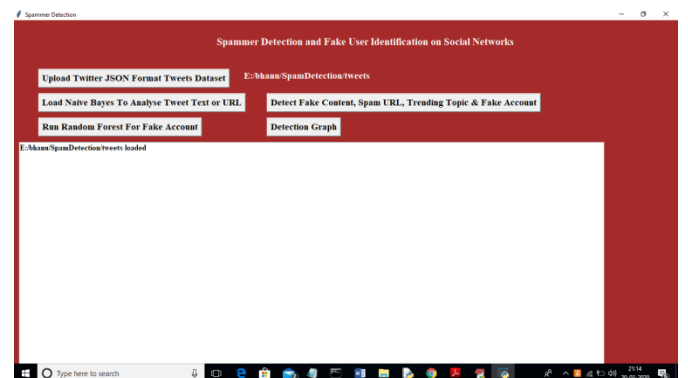 Spammer Detection
Spammer Detection and Fake User Identification on Social Networks
Upload Twitter JSON Format Tweets Dataset
E:/bhanu/SpamDetection/tweets
Load Naive Bayes To Analyse Tweet Text or URL
Detect Fake Content, Spam URL, Trending Topic & Fake Account
Run Random Forest For Fake Account
Detection Graph
E:/bhanu/SpamDetection/tweets loaded
Type here to search
21:14